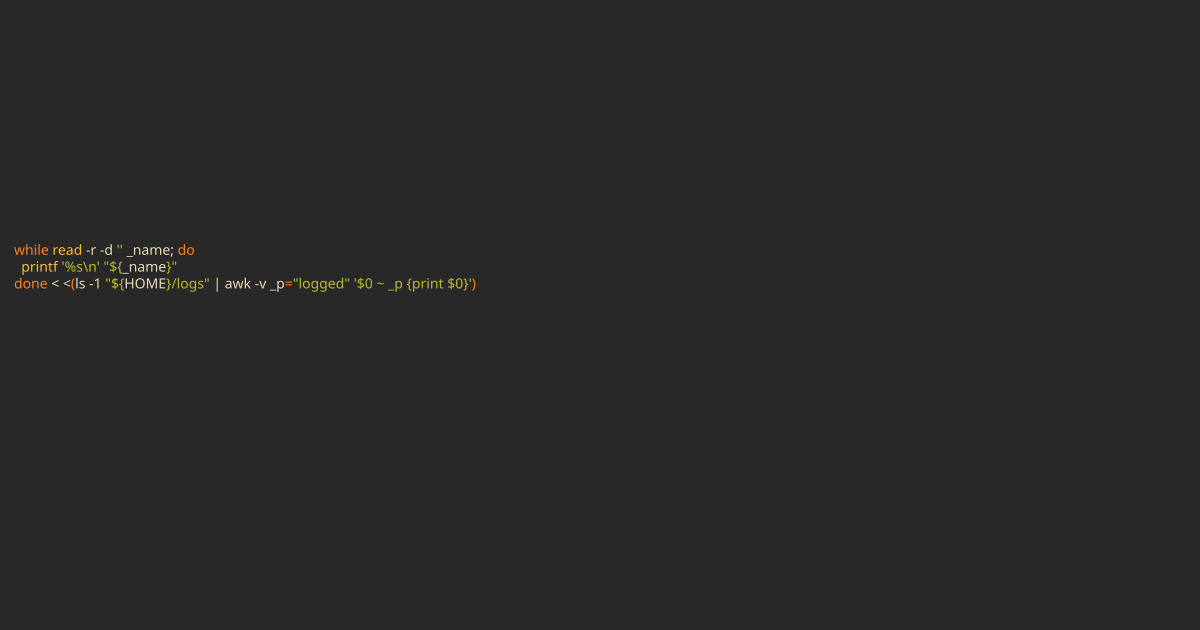 while read -r -d '' _name; do
  printf '%s\n' "${_name}"
done < <(ls -1 "${HOME}/logs" | awk -v _p="logged" '$0 ~ _p {print $0}')